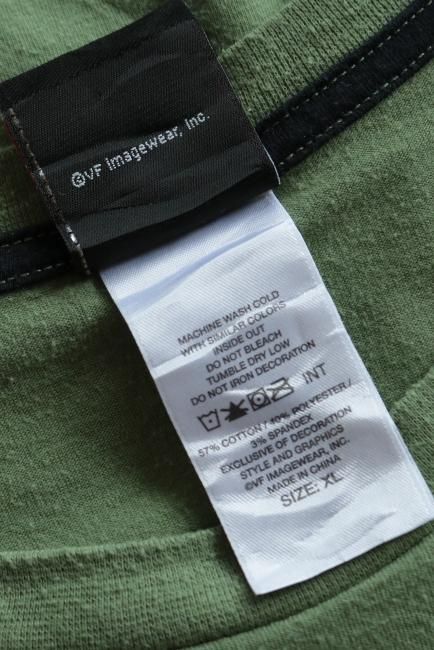 ©VF Imagewear, Inc.
MACHINE WASH COLD
WITH SIMILAR COLORS
INSIDE OUT
DO NOT BLEACH
TUMBLE DRY LOW
DO NOT IRON DECORATION
INT
57% COTTON / 40% POLYESTER /
3% SPANDEX
EXCLUSIVE OF DECORATION
STYLE AND GRAPHICS
©VF IMAGEWEAR, INC.
MADE IN CHINA
SIZE: XL